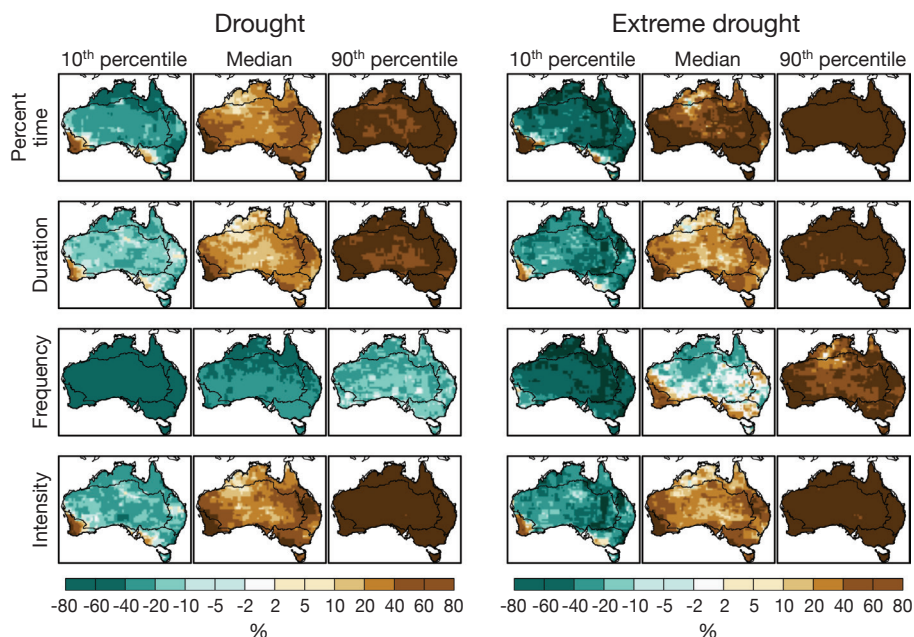 Drought Extreme drought
10th percentile Median 90th percentile 10th percentile Median 90th percentile
Percent
time
Duration
Frequency
Intensity
-80 -60 -40 -20 -10 -5 -2 2 5 10 20 40 60 80
%
-80 -60 -40 -20 -10 -5 -2 2 5 10 20 40 60 80
%